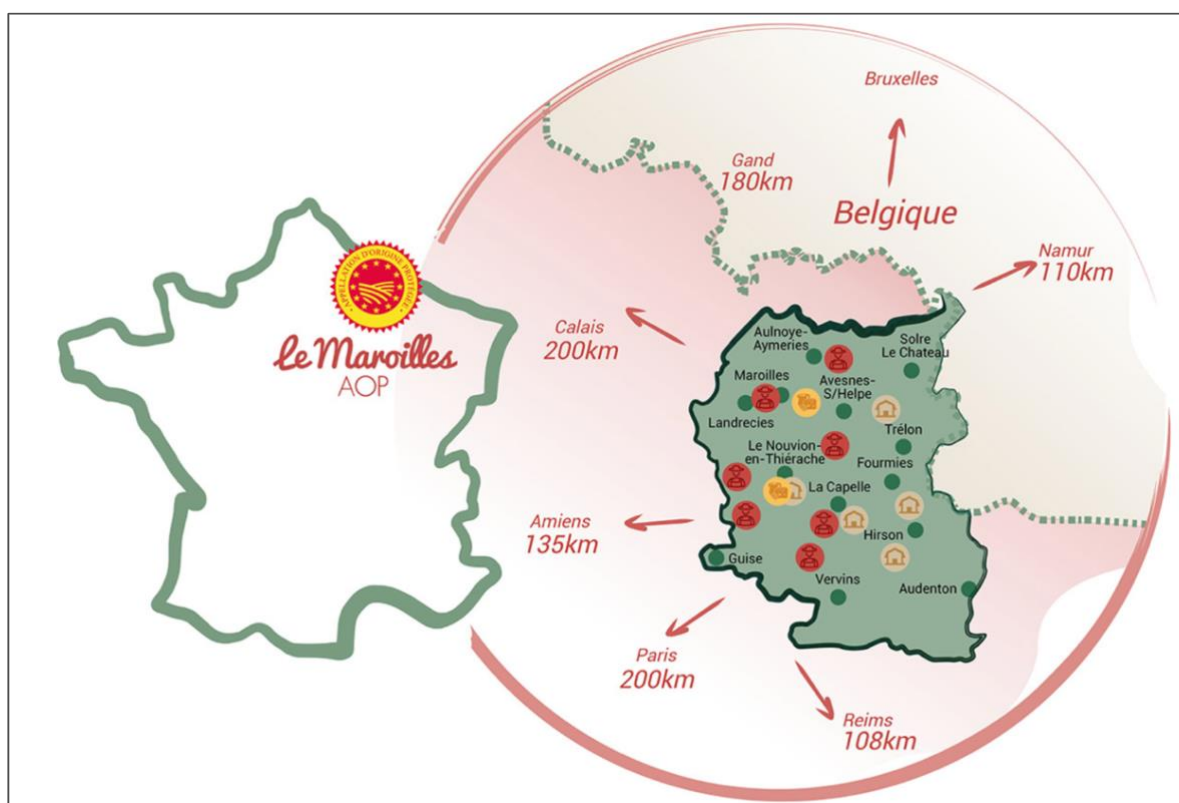 APPELLATION D'ORIGINE PROTÉGÉE
Le Maroilles
AOP
Bruxelles
Gand
180km
Belgique
Namur
110km
Calais
200km
Aulnoye-
Aymeries
Solre
Le Chateau
Maroilles
Avesnes-
S/Helpe
Landrecies
Trélon
Le Nouvion-
en-Thiérache
Fourmies
La Capelle
Amiens
135km
Hirson
Guise
Vervins
Audenton
Paris
200km
Reims
108km